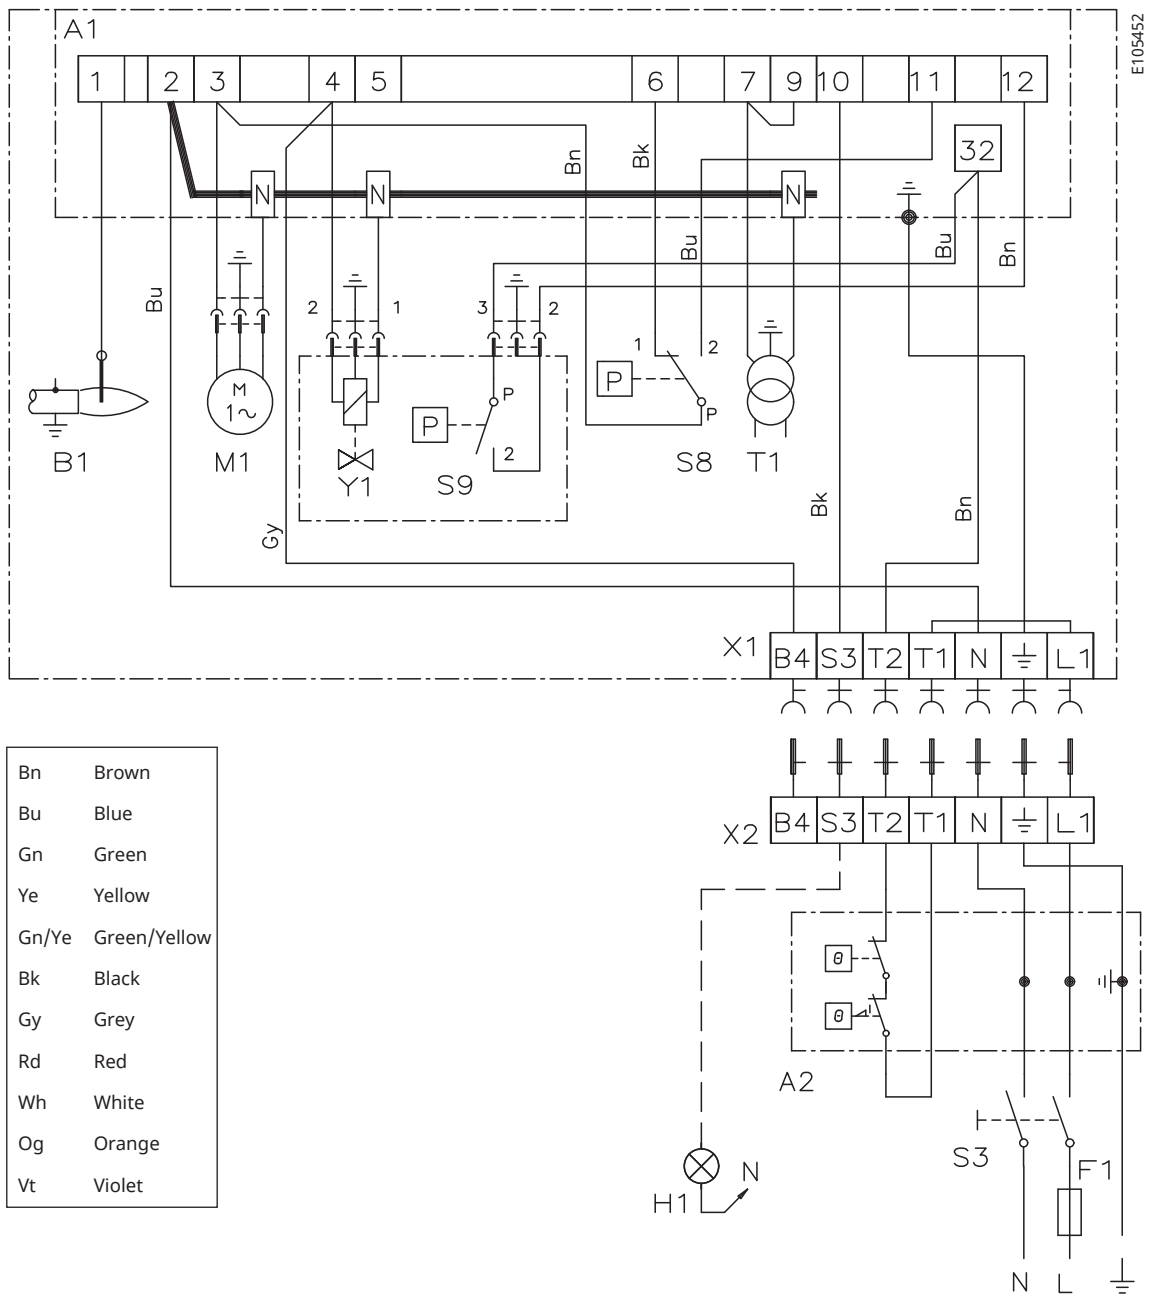 E105452
A1
1 2 3 4 5 6 7 9 10 11 12
32
Bn
Bk
N N N
Bu
Bu
Bn
Bu
2 1 3 2
1 2
P
M
1~
P
P
P
2
B1 M1 Y1 S9 S8 T1
Gy
Bk
Bn
X1 B4 S3 T2 T1 N L1
X2 B4 S3 T2 T1 N L1
Bn Brown
Bu Blue
Gn Green
Ye Yellow
Gn/Ye Green/Yellow
Bk Black
Gy Grey
Rd Red
Wh White
Og Orange
Vt Violet
θ
θ
A2
S3
F1
H1
N
N L